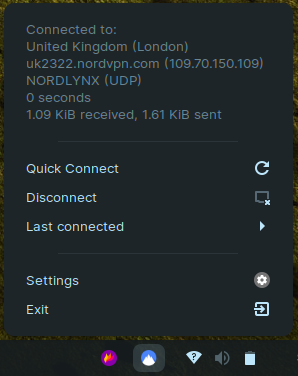 Connected to:
United Kingdom (London)
uk2322.nordvpn.com (109.70.150.109)
NORDLYNX (UDP)
0 seconds
1.09 KiB received, 1.61 KiB sent
Quick Connect
Disconnect
Last connected
Settings
Exit